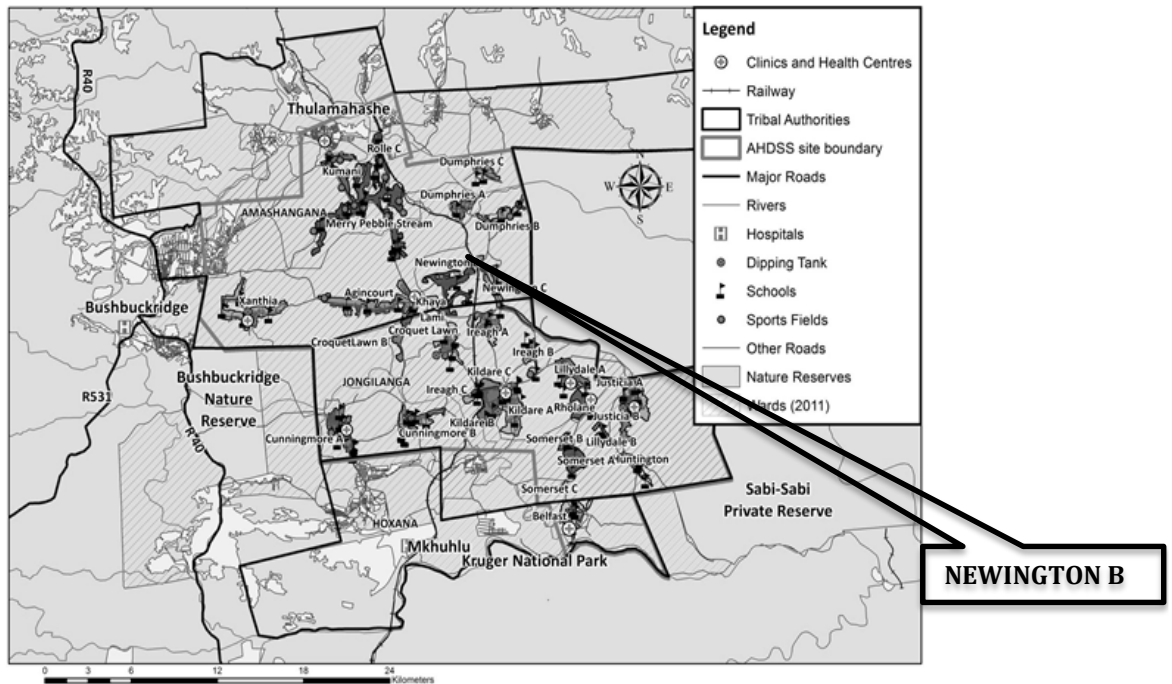 Legend
Clinics and Health Centres
Railway
Tribal Authorities
AHDSS site boundary
Major Roads
Rivers
Hospitals
Dipping Tank
Schools
Sports Fields
Other Roads
Nature Reserves
Wards (2011)
R40
Thulamahashe
Rolle C
Kumani
Dumphries C
N
W
E
S
Dumphries A
AMASHANGANA
Merry Pebble Stream
Dumphries B
Newington
Newington C
Xanthia
Agincourt
Khaya
Lami
Bushbuckridge
Croquet Lawn
Ireagh A
CroquetLawn B
Ireagh B
Kildare C
Lillydale A
Bushbuckridge
Nature
Reserve
JONGILANGA
Ireagh C
Justicia A
R531
Kildare A
Rholane
Justicia B
Kildare B
R 40
Cunningmore A
Cunningmore B
Somerset B
Lillydale B
Somerset A
Huntington
Somerset C
Sabi-Sabi
Private Reserve
Belfast
HOXANA
Mkhuhlu
Kruger National Park
NEWINGTON B
0 3 6 12 18 24
Kilometers